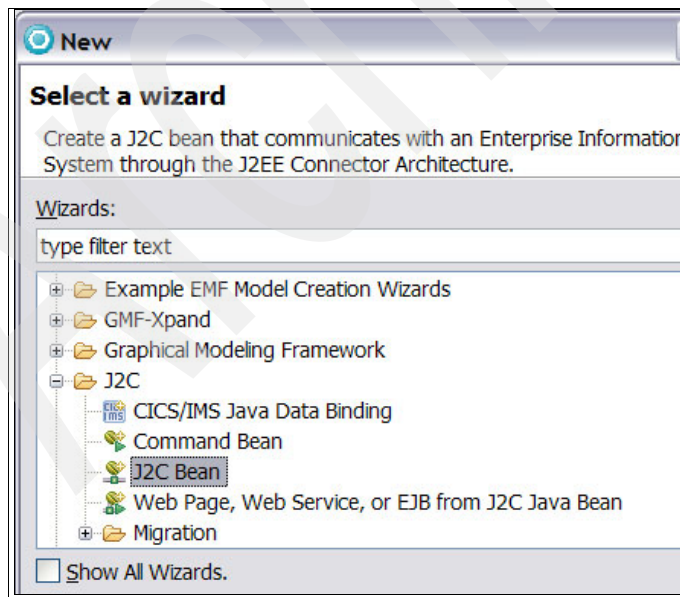 New
Select a wizard
Create a J2C bean that communicates with an Enterprise Information
System through the J2EE Connector Architecture.
Wizards:
type filter text
Example EMF Model Creation Wizards
GMF-Xpand
Graphical Modeling Framework
J2C
CICS/IMS Java Data Binding
Command Bean
J2C Bean
Web Page, Web Service, or EJB from J2C Java Bean
Migration
Show All Wizards.